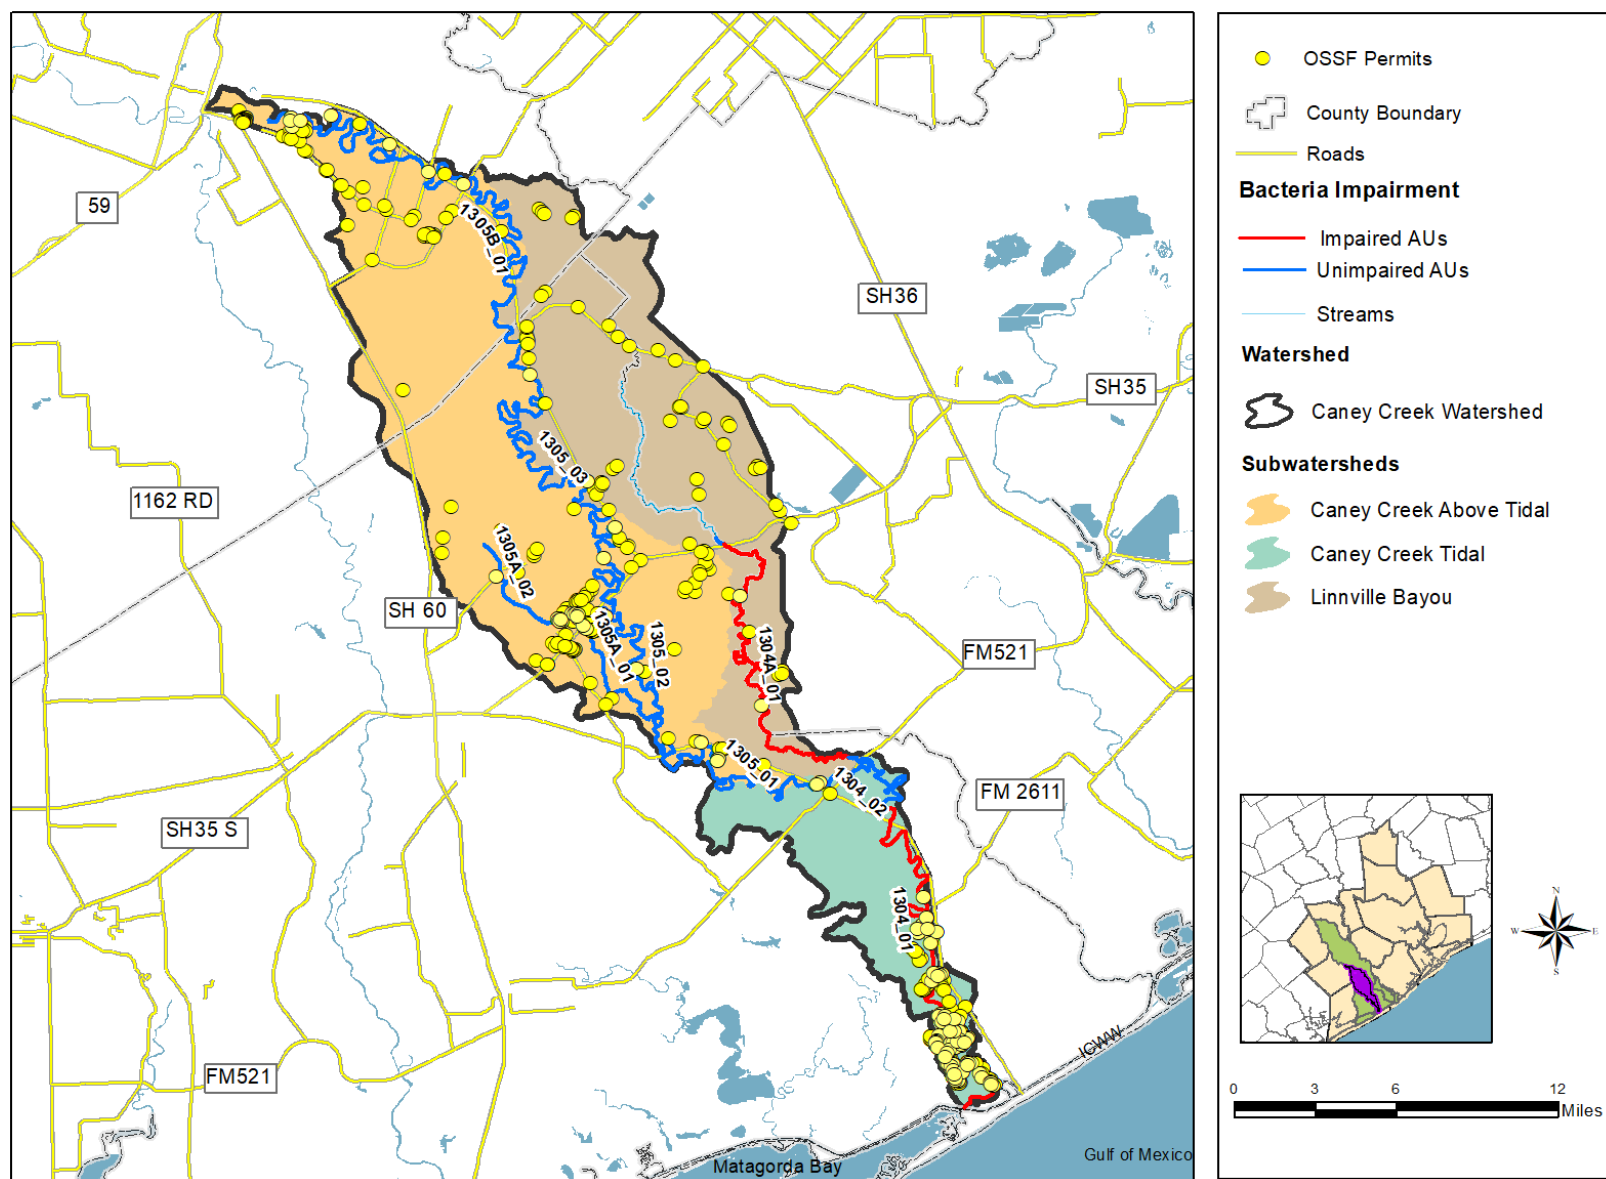 59
1305B_01
SH36
SH35
1305_03
1162 RD
1305A_02
SH 60
1305A_01
1305_02
1304A_01
FM521
1305_01
1304_02
FM 2611
SH35 S
1304_01
ICWW
FM521
Matagorda Bay
Gulf of Mexico
OSSF Permits
County Boundary
Roads
Bacteria Impairment
Impaired AUs
Unimpaired AUs
Streams
Watershed
Caney Creek Watershed
Subwatersheds
Caney Creek Above Tidal
Caney Creek Tidal
Linnville Bayou
N
W
E
S
0 3 6 12
Miles